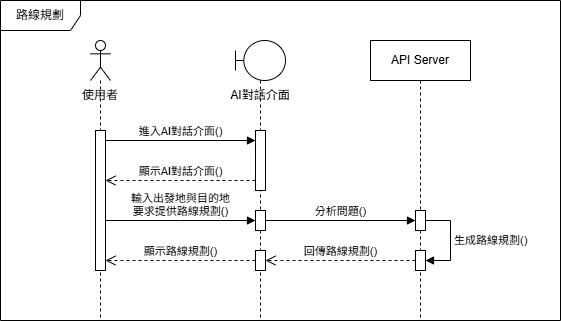 路線規劃
使用者
AI對話介面
API Server
進入AI對話介面()
顯示AI對話介面()
輸入出發地與目的地
要求提供路線規劃()
分析問題()
生成路線規劃()
顯示路線規劃()
回傳路線規劃()